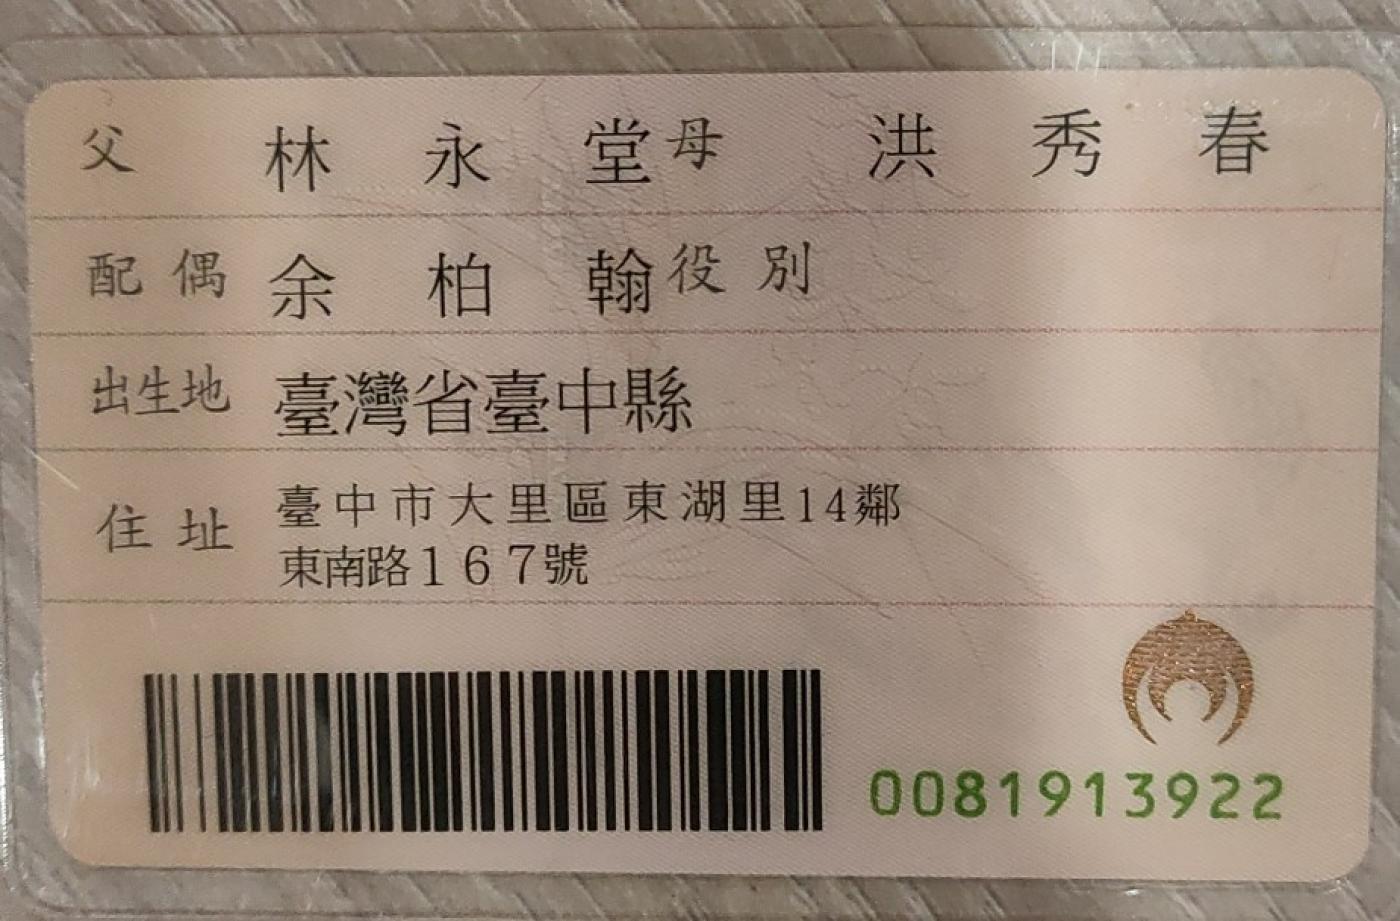 父 林永堂 母 洪秀春
配偶 余柏翰 役別
出生地 臺灣省臺中縣
住址 臺中市大里區東湖里14鄰
東南路167號
0081913922